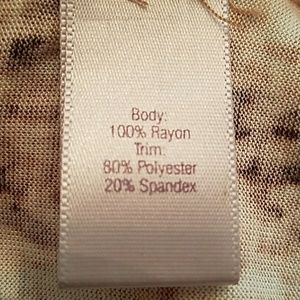 Body:
100% Rayon
Trim:
80% Polyester
20% Spandex